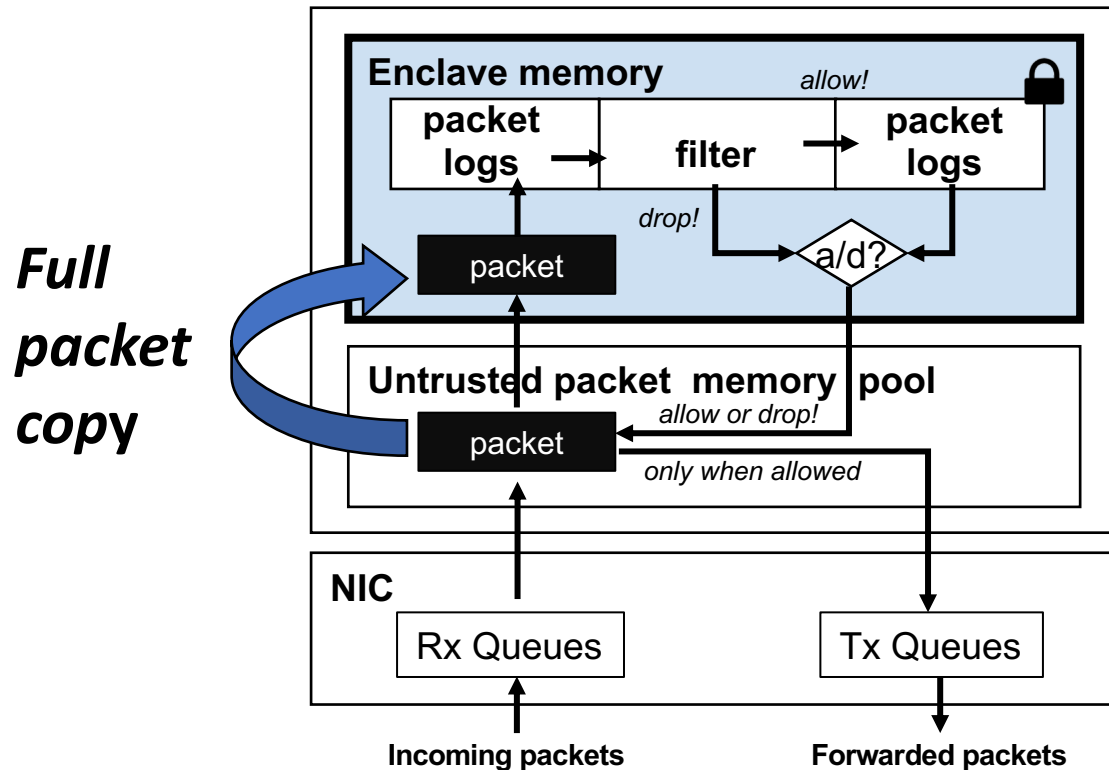 Enclave memory
allow!
packet
logs
filter
packet
logs
drop!
a/d?
packet
Full
packet
copy
Untrusted packet memory pool
allow or drop!
packet
only when allowed
NIC
Rx Queues
Tx Queues
Incoming packets
Forwarded packets